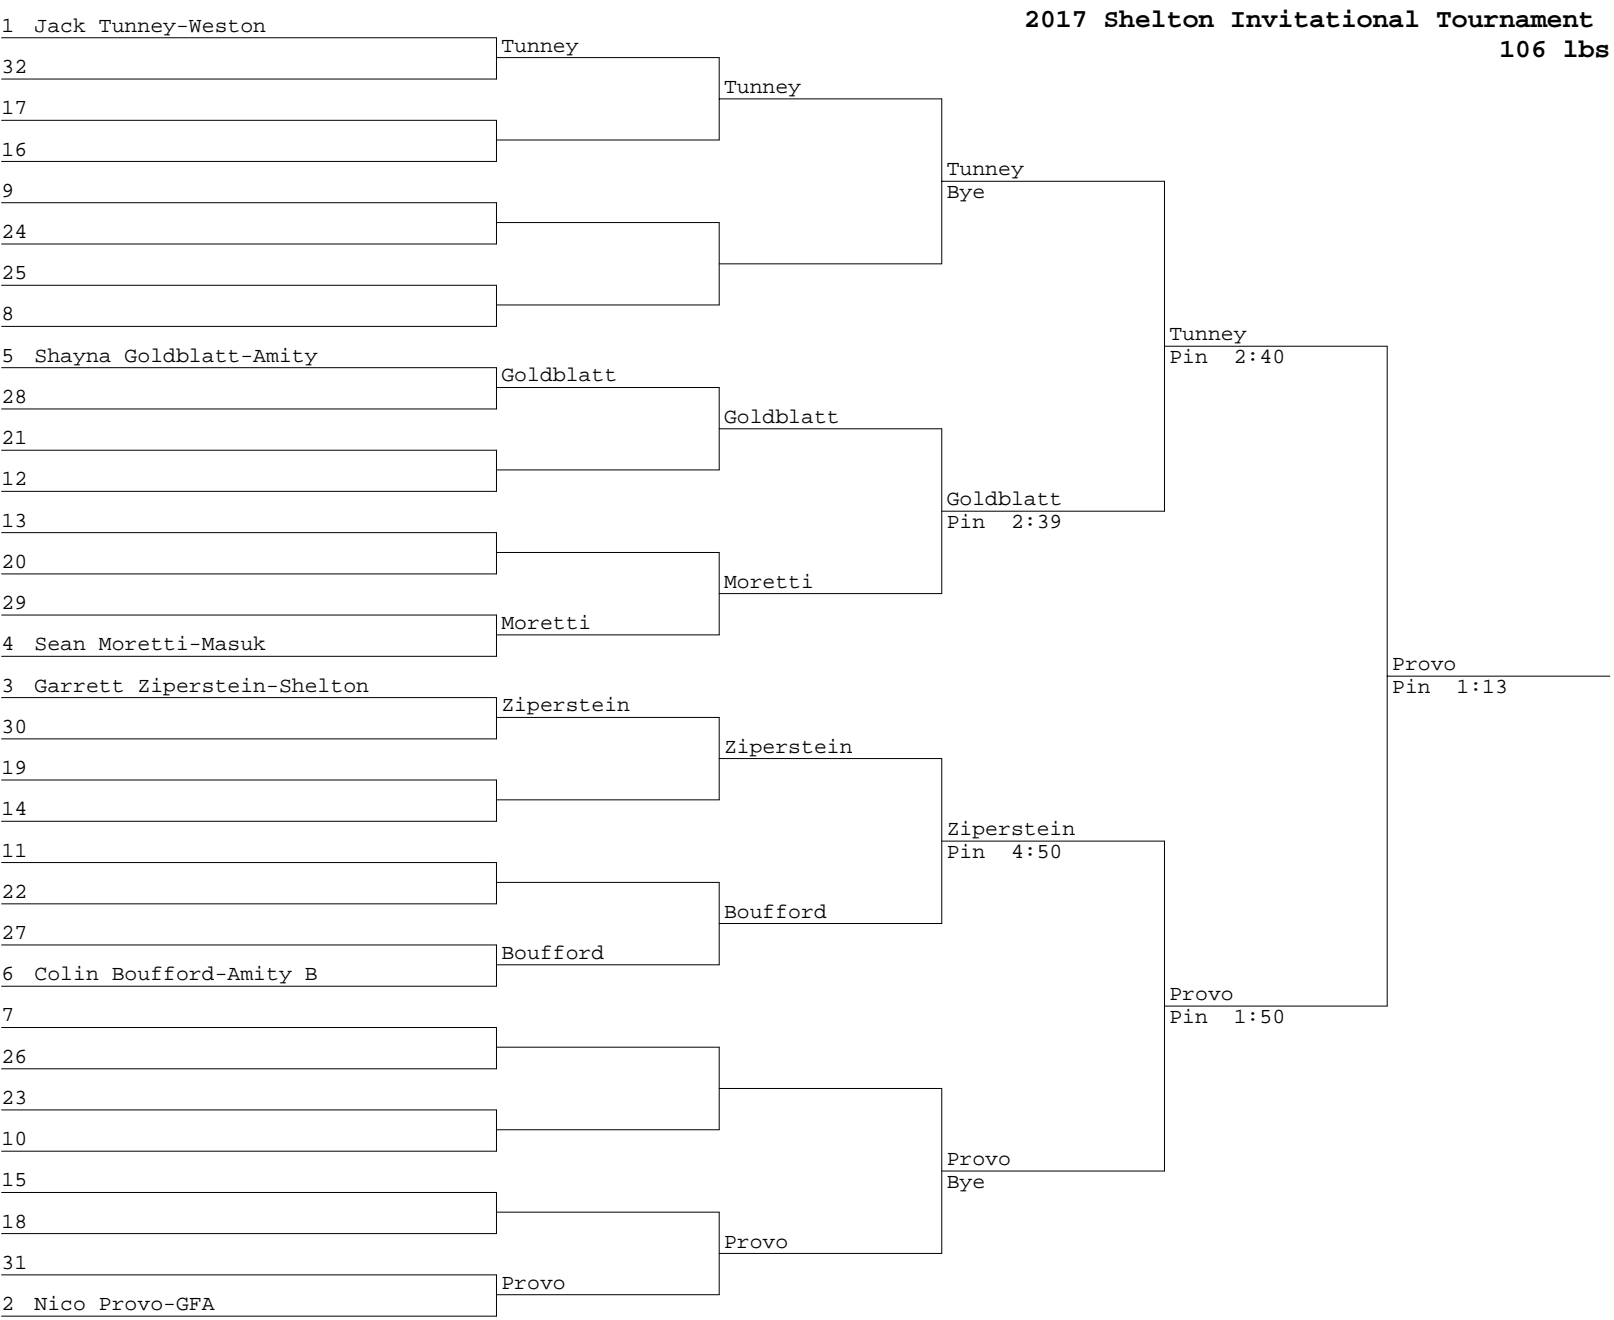 2017 Shelton Invitational Tournament
106 lbs
1 Jack Tunney-Weston
32
17
16
9
24
25
8
5 Shayna Goldblatt-Amity
28
21
12
13
20
29
4 Sean Moretti-Masuk
3 Garrett Ziperstein-Shelton
30
19
14
11
22
27
6 Colin Boufford-Amity B
7
26
23
10
15
18
31
2 Nico Provo-GFA
Tunney
Goldblatt
Moretti
Ziperstein
Boufford
Provo
Tunney
Goldblatt
Moretti
Ziperstein
Boufford
Provo
Tunney
Bye
Goldblatt
Pin 2:39
Ziperstein
Pin 4:50
Provo
Bye
Tunney
Pin 2:40
Provo
Pin 1:50
Provo
Pin 1:13